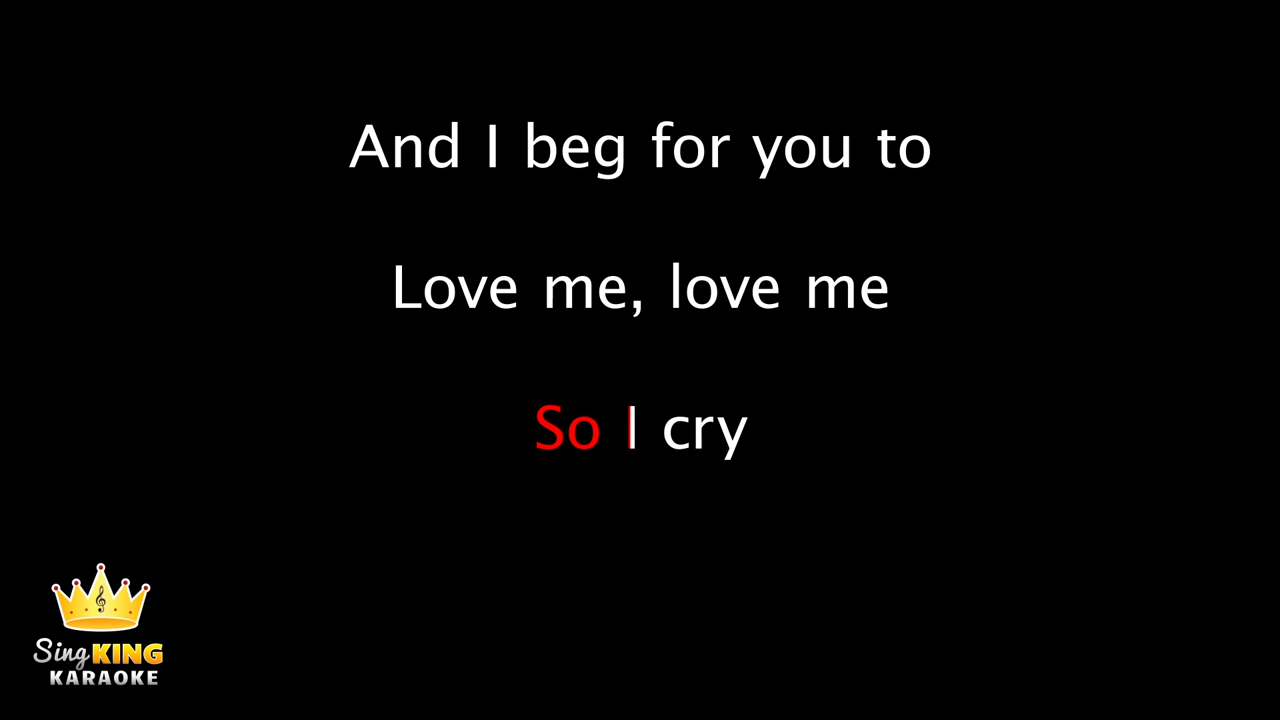 And I beg for you to
Love me, love me
So I cry
Sing KING
KARAOKE